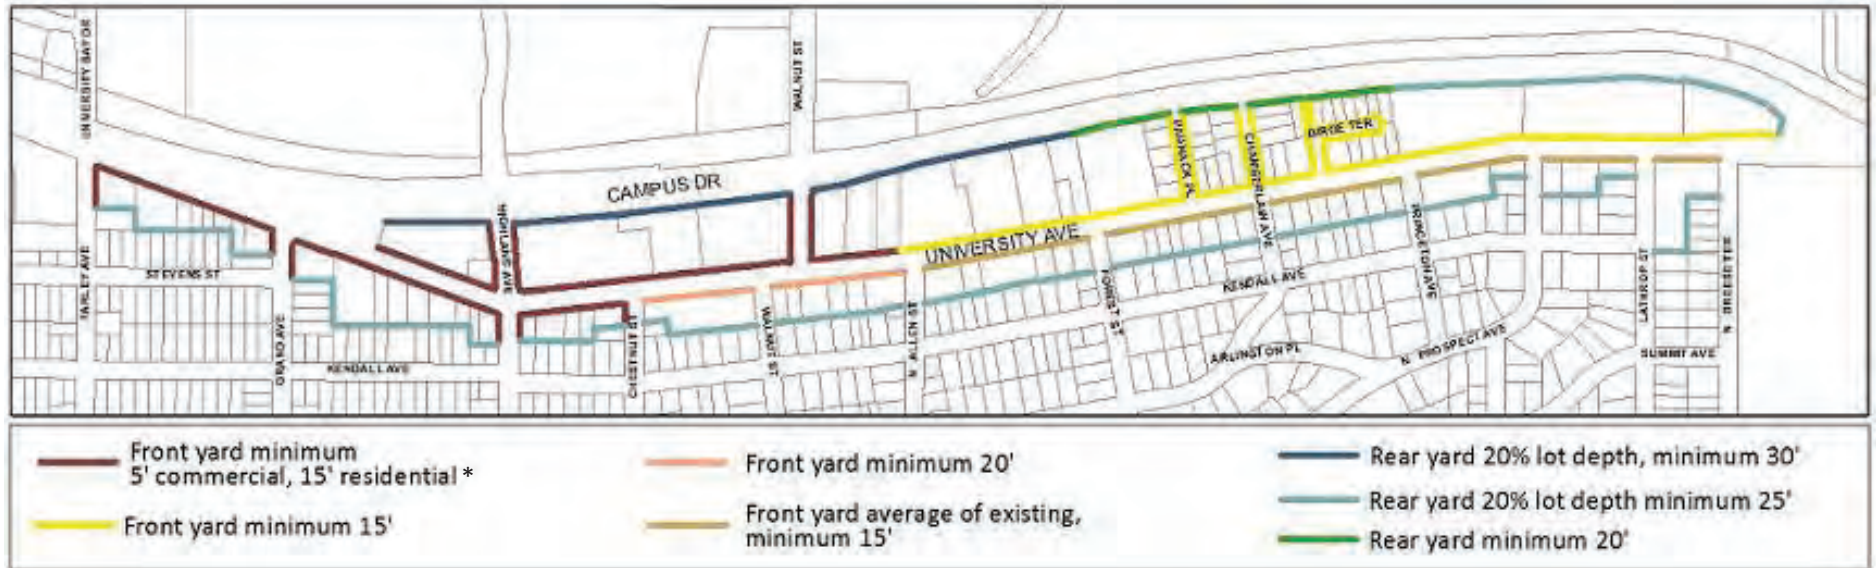 UNIVERSITY BAY DR
WALNUT ST
CAMPUS DR
HIGHLAND AVE
UNIVERSITY AVE
CHAMBERLAIN AVE
BIRGE TER
FARLEY AVE
STEVENS ST
GRAND AVE
KENDALL AVE
CHESTNUT ST
WALNUT ST
N ALLEN ST
FOREST ST
KENDALL AVE
PRINCETON AVE
ARLINGTON PL
N PROSPECT AVE
LATHROP ST
N BREESE TER
SUMMIT AVE
Front yard minimum
5' commercial, 15' residential *
Front yard minimum 15'
Front yard minimum 20'
Front yard average of existing,
minimum 15'
Rear yard 20% lot depth, minimum 30'
Rear yard 20% lot depth minimum 25'
Rear yard minimum 20'